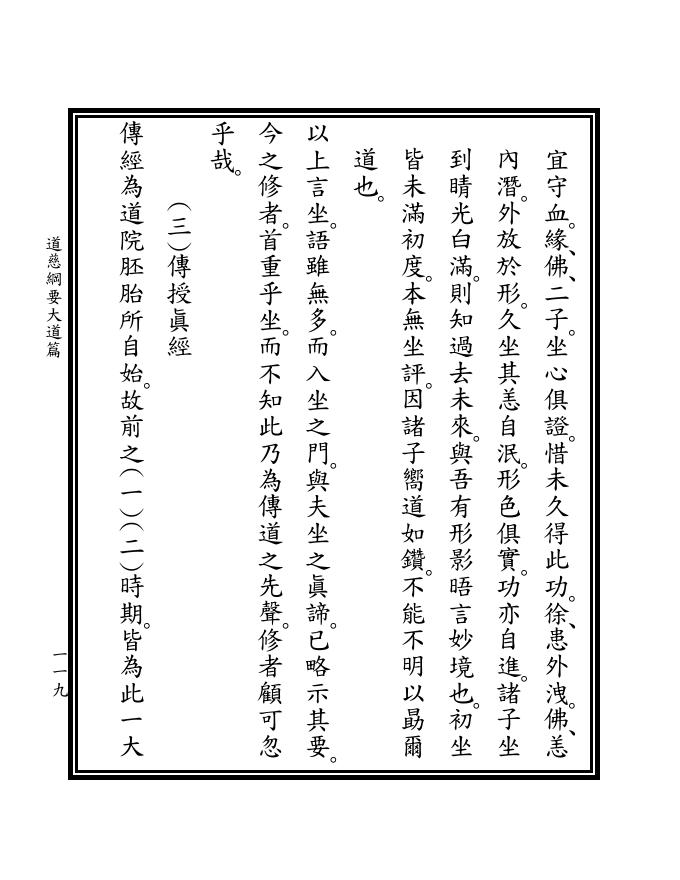 宜守血。緣、佛、二子。坐心俱證。惜未久得此功。徐、患外洩。佛、恙
內潛。外放於形。久坐其恙自泯。形色俱實。功亦自進。諸子坐
到晴光白滿。則知過去未來。與吾有形影晤言妙境也。初坐
皆未滿初度。本無坐評。因諸子嚮道如鑽。不能不明以勗爾
道也。
以上言坐。語雖無多。而入坐之門。與夫坐之眞諦。已略示其要。
今之修者。首重乎坐。而不知此乃為傳道之先聲。修者顧可忽
乎哉。
(三)傳授眞經
傳經為道院胚胎所自始。故前之(一)(二)時期。皆為此一大
道慈綱要大道篇
一一九